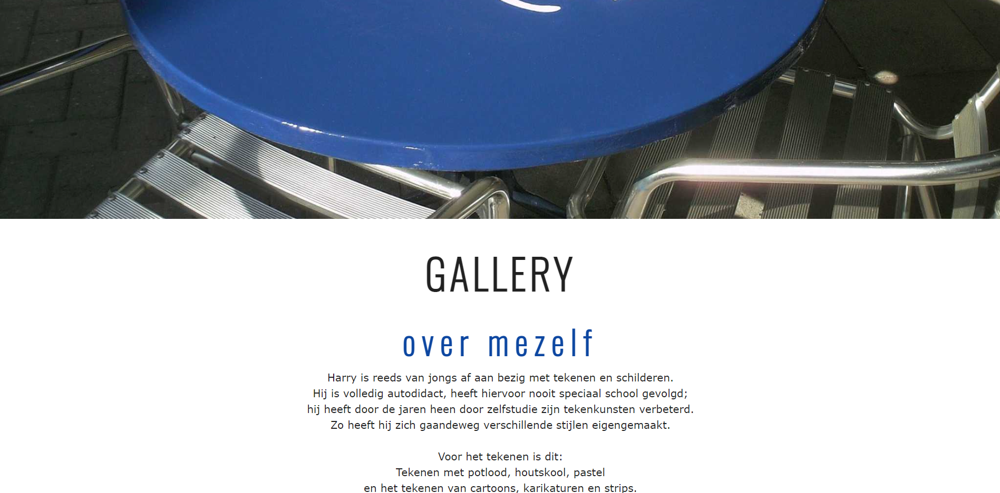 GALLERY
over mezelf
Harry is reeds van jongs af aan bezig met tekenen en schilderen.
Hij is volledig autodidact, heeft hiervoor nooit speciaal school gevolgd;
hij heeft door de jaren heen door zelfstudie zijn tekenkunsten verbeterd.
Zo heeft hij zich gaandeweg verschillende stijlen eigengemaakt.
Voor het tekenen is dit:
Tekenen met potlood, houtskool, pastel
en het tekenen van cartoons, karikaturen en strips.